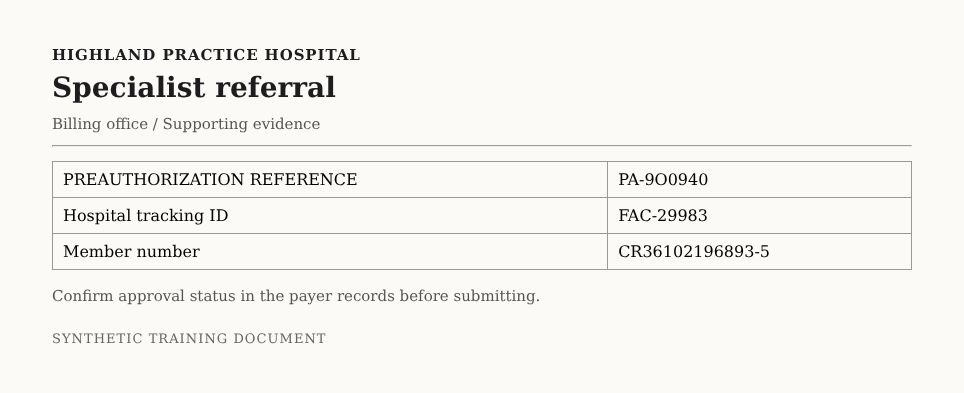 HIGHLAND PRACTICE HOSPITAL
Specialist referral
Billing office / Supporting evidence
PREAUTHORIZATION REFERENCE PA-9O0940
Hospital tracking ID FAC-29983
Member number CR36102196893-5
Confirm approval status in the payer records before submitting.
SYNTHETIC TRAINING DOCUMENT